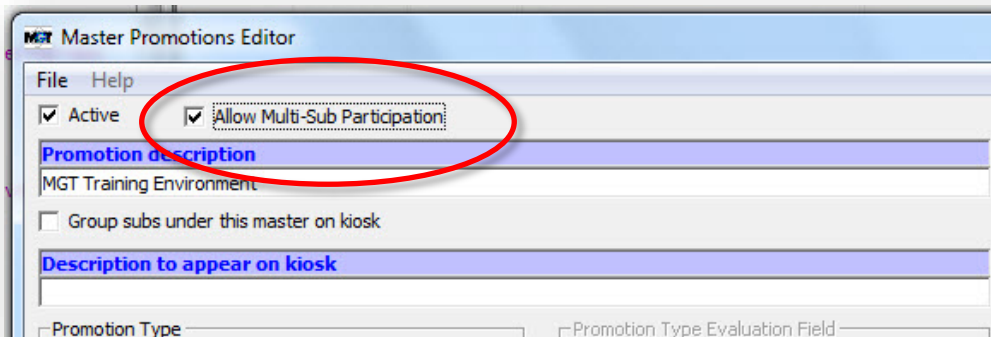 MGT Master Promotions Editor
File Help
Active Allow Multi-Sub Participation
Promotion description
MGT Training Environment
Group subs under this master on kiosk
Description to appear on kiosk
Promotion Type Promotion Type Evaluation Field